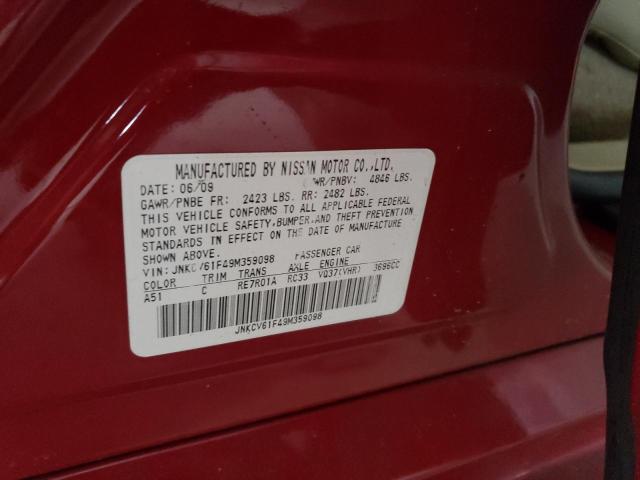 MANUFACTURED BY NISSAN MOTOR CO.,LTD.
DATE: 06/09 GWR/PNBV: 4846 LBS.
GAWR/PNBE FR: 2423 LBS. RR: 2482 LBS.
THIS VEHICLE CONFORMS TO ALL APPLICABLE FEDERAL
MOTOR VEHICLE SAFETY,BUMPER,AND THEFT PREVENTION
STANDARDS IN EFFECT ON THE DATE OF MANUFACTURE
SHOWN ABOVE.
VIN: JNKCV61F49M359098 PASSENGER CAR
COLOR TRIM TRANS AXLE ENGINE
A51 C RE7R01A RC33 VQ37(VHR) 3696CC
JNKCV61F49M359098